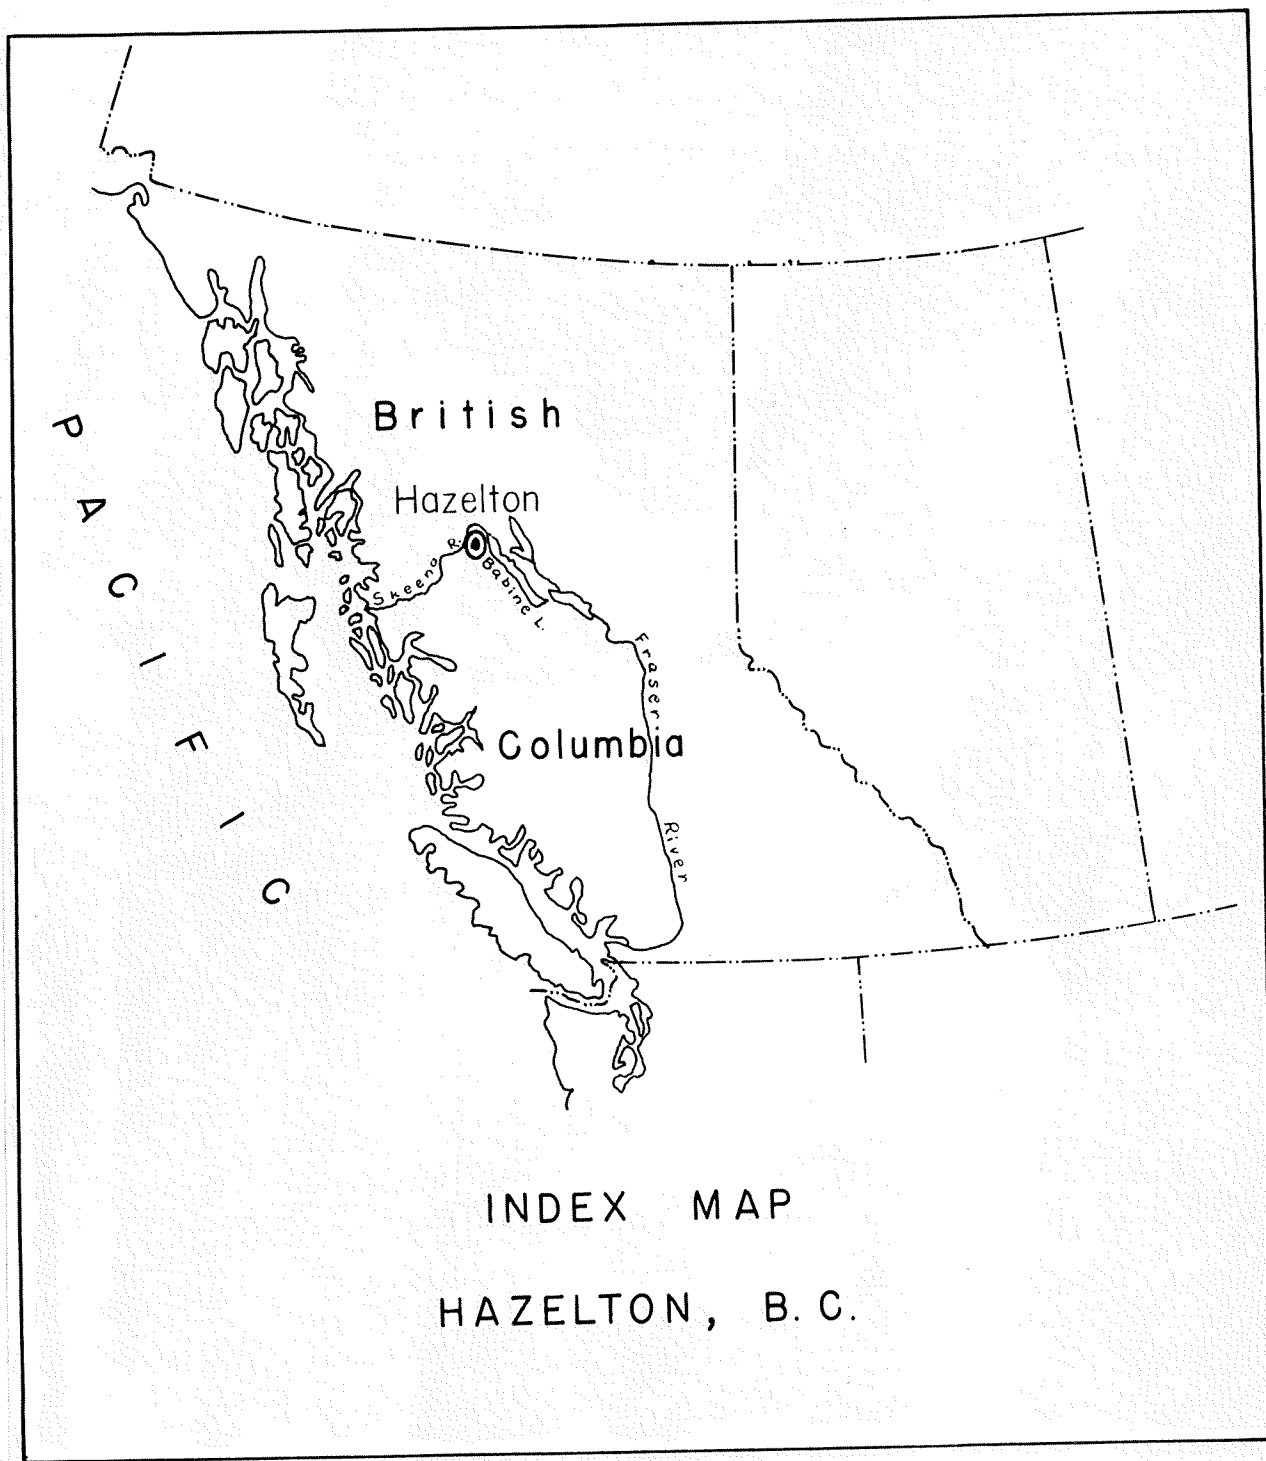 PACIFIC
British
Hazelton
Skeena R.
Babine L.
Fraser
Columbia
River
INDEX MAP
HAZELTON, B.C.